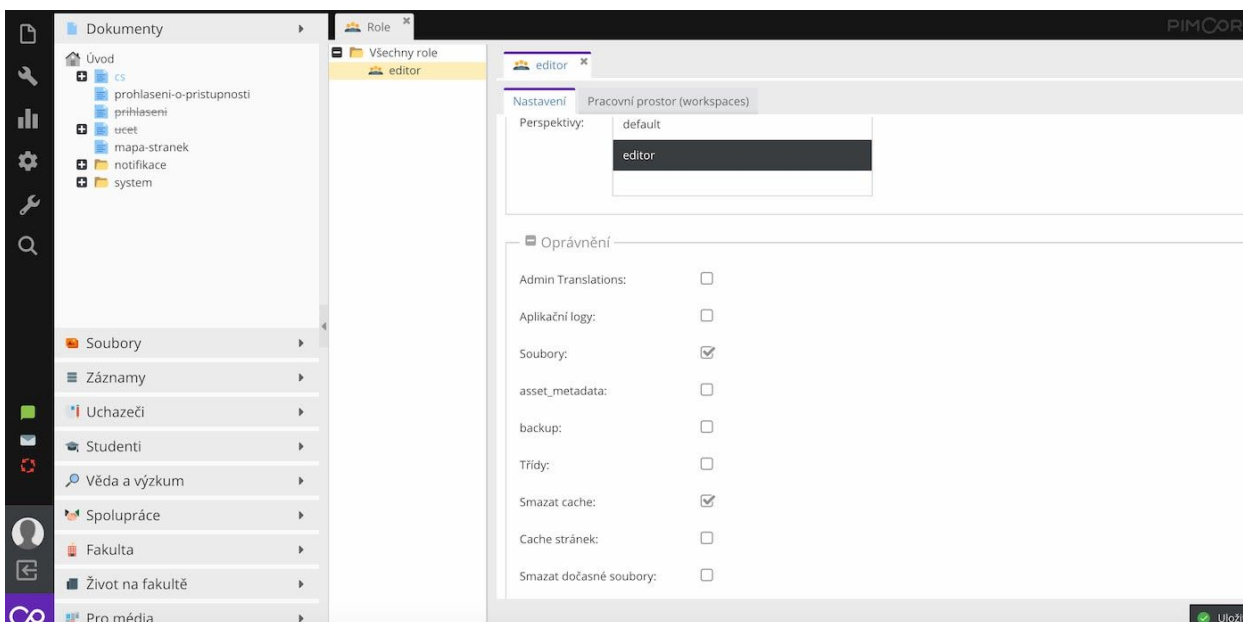 Dokumenty
Úvod
cs
prohlaseni-o-pristupnosti
prihlaseni
ucet
mapa-stranek
notifikace
system
Soubory
Záznamy
Uchazeči
Studenti
Věda a výzkum
Spolupráce
Fakulta
Život na fakultě
Pro média
Role
PIMCOR
Všechny role
editor
editor
Nastavení Pracovní prostor (workspaces)
Perspektivy: default
editor
Oprávnění
Admin Translations:
Aplikační logy:
Soubory:
asset_metadata:
backup:
Třídy:
Smazat cache:
Cache stránek:
Smazat dočasné soubory:
Uloži